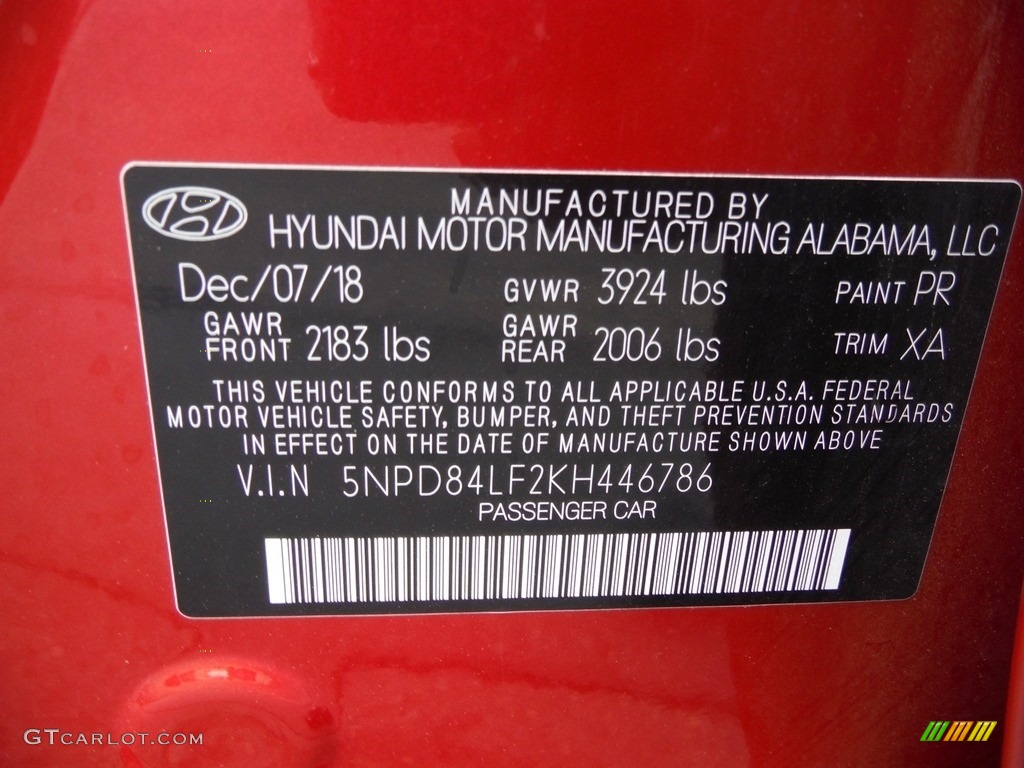 MANUFACTURED BY
HYUNDAI MOTOR MANUFACTURING ALABAMA, LLC
Dec/07/18 GVWR 3924 lbs PAINT PR
GAWR FRONT 2183 lbs GAWR REAR 2006 lbs TRIM XA
THIS VEHICLE CONFORMS TO ALL APPLICABLE U.S.A. FEDERAL
MOTOR VEHICLE SAFETY, BUMPER, AND THEFT PREVENTION STANDARDS
IN EFFECT ON THE DATE OF MANUFACTURE SHOWN ABOVE
V.I.N 5NPD84LF2KH446786
PASSENGER CAR
GTCARLOT.COM